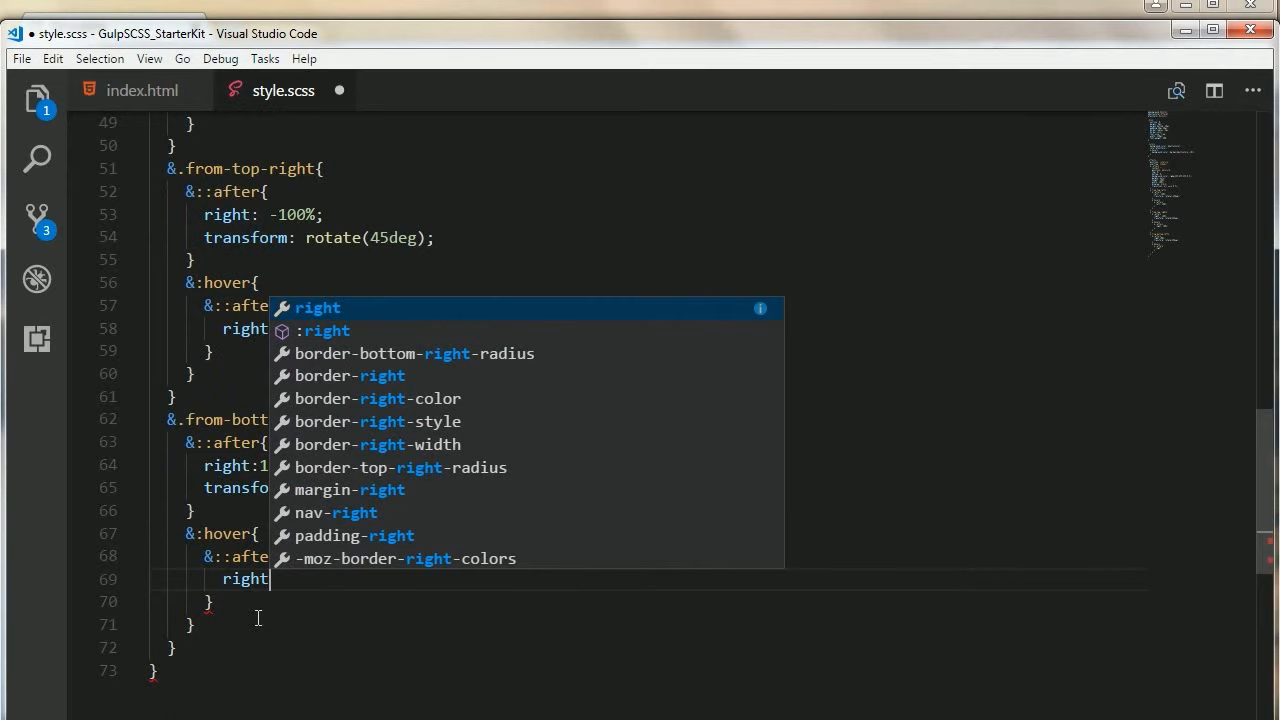 ● style.scss - GulpSCSS_StarterKit - Visual Studio Code
File Edit Selection View Go Debug Tasks Help
index.html style.scss ●
1
3
49 }
50 }
51 &.from-top-right{
52 &::after{
53 right: -100%;
54 transform: rotate(45deg);
55 }
56 &:hover{
57 &::afte
58 right
59 }
60 }
61 }
62 &.from-bott
63 &::after{
64 right:1
65 transfo
66 }
67 &:hover{
68 &::afte
69 right
70 }
71 }
72 }
73 }
right
:right
border-bottom-right-radius
border-right
border-right-color
border-right-style
border-right-width
border-top-right-radius
margin-right
nav-right
padding-right
-moz-border-right-colors